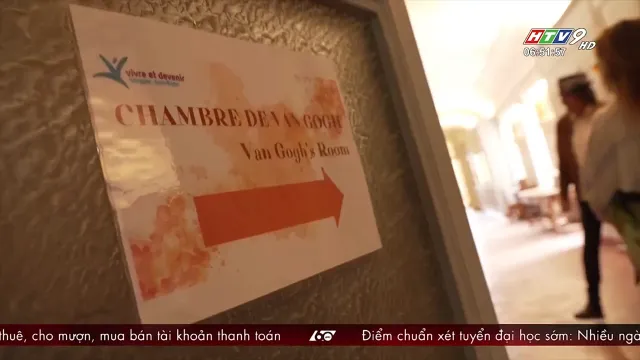 HTV9 HD
06:51:57
vivre et devenir
CHAMBRE DE VAN GOGH
Van Gogh's Room
thuê, cho mượn, mua bán tài khoản thanh toán
60
Điểm chuẩn xét tuyển đại học sớm: Nhiều ngà